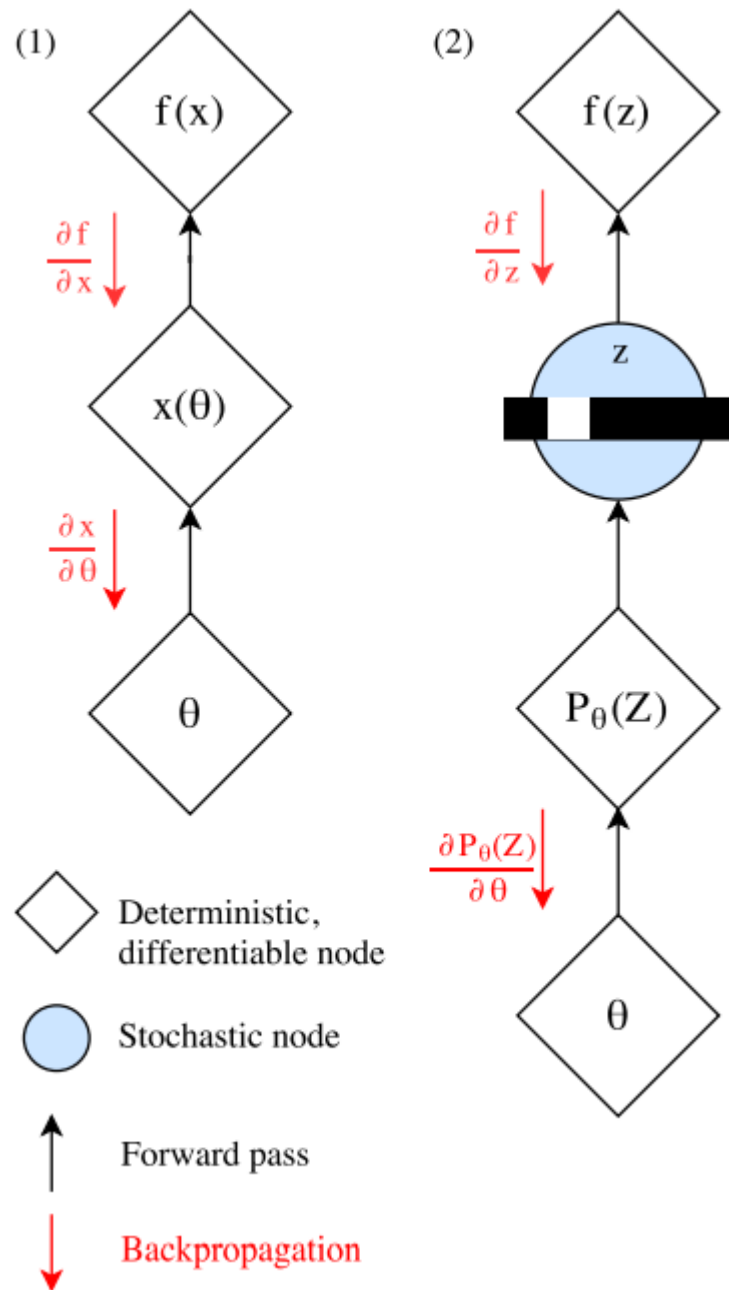 (1)
f(x)
∂f
∂x
x(θ)
∂x
∂θ
θ
(2)
f(z)
∂f
∂z
z
P_θ(Z)
∂P_θ(Z)
∂θ
θ
Deterministic,
differentiable node
Stochastic node
Forward pass
Backpropagation